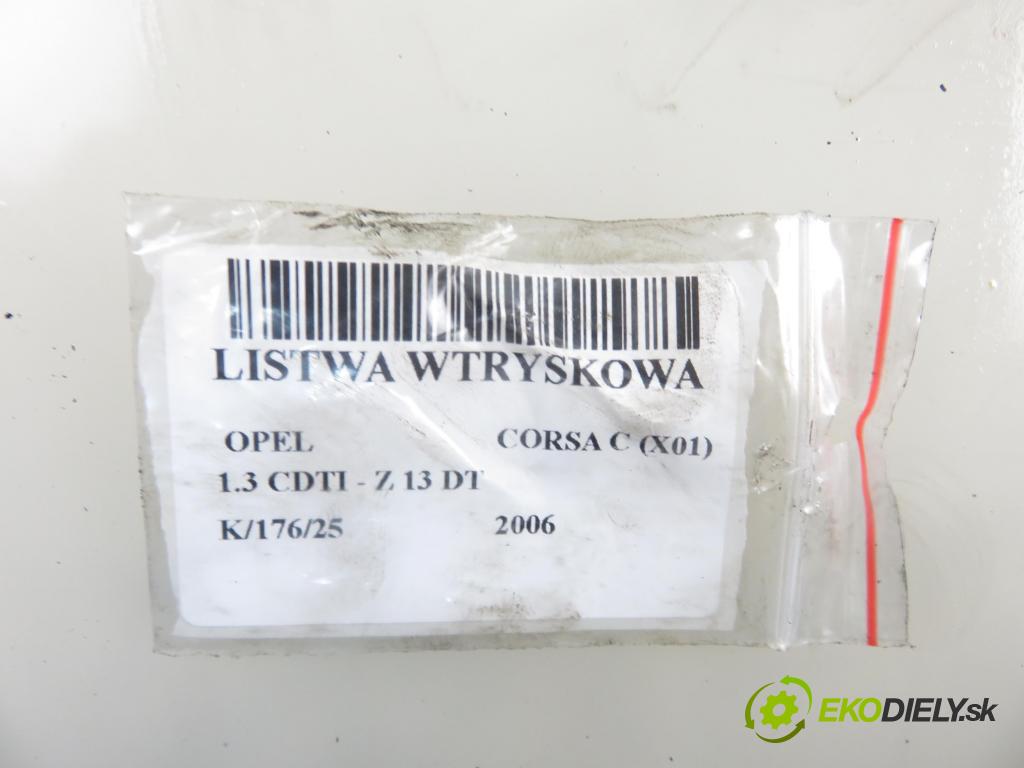 LISTWA WTRYSKOWA
OPEL CORSA C (X01)
1.3 CDTI - Z 13 DT
K/176/25 2006
EKODIELY.sk